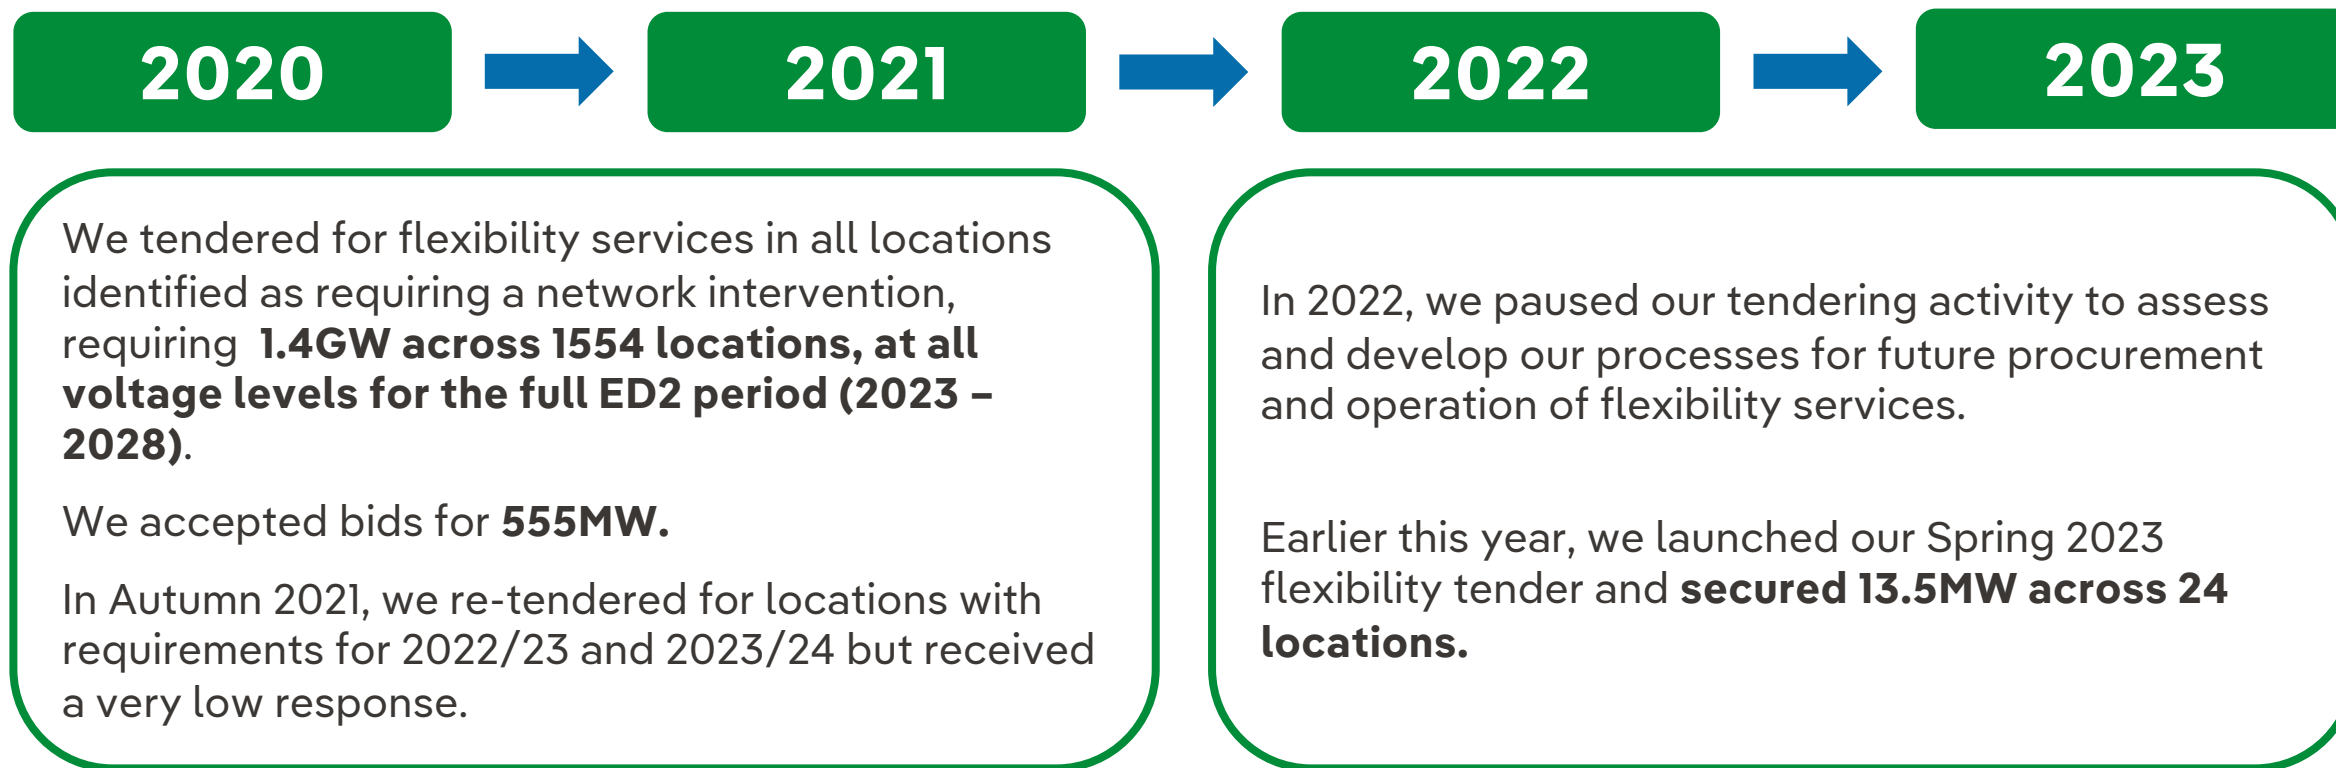 2020
2021
2022
2023
We tendered for flexibility services in all locations
identified as requiring a network intervention,
requiring 1.4GW across 1554 locations, at all
voltage levels for the full ED2 period (2023 –
2028).
We accepted bids for 555MW.
In Autumn 2021, we re-tendered for locations with
requirements for 2022/23 and 2023/24 but received
a very low response.
In 2022, we paused our tendering activity to assess
and develop our processes for future procurement
and operation of flexibility services.
Earlier this year, we launched our Spring 2023
flexibility tender and secured 13.5MW across 24
locations.